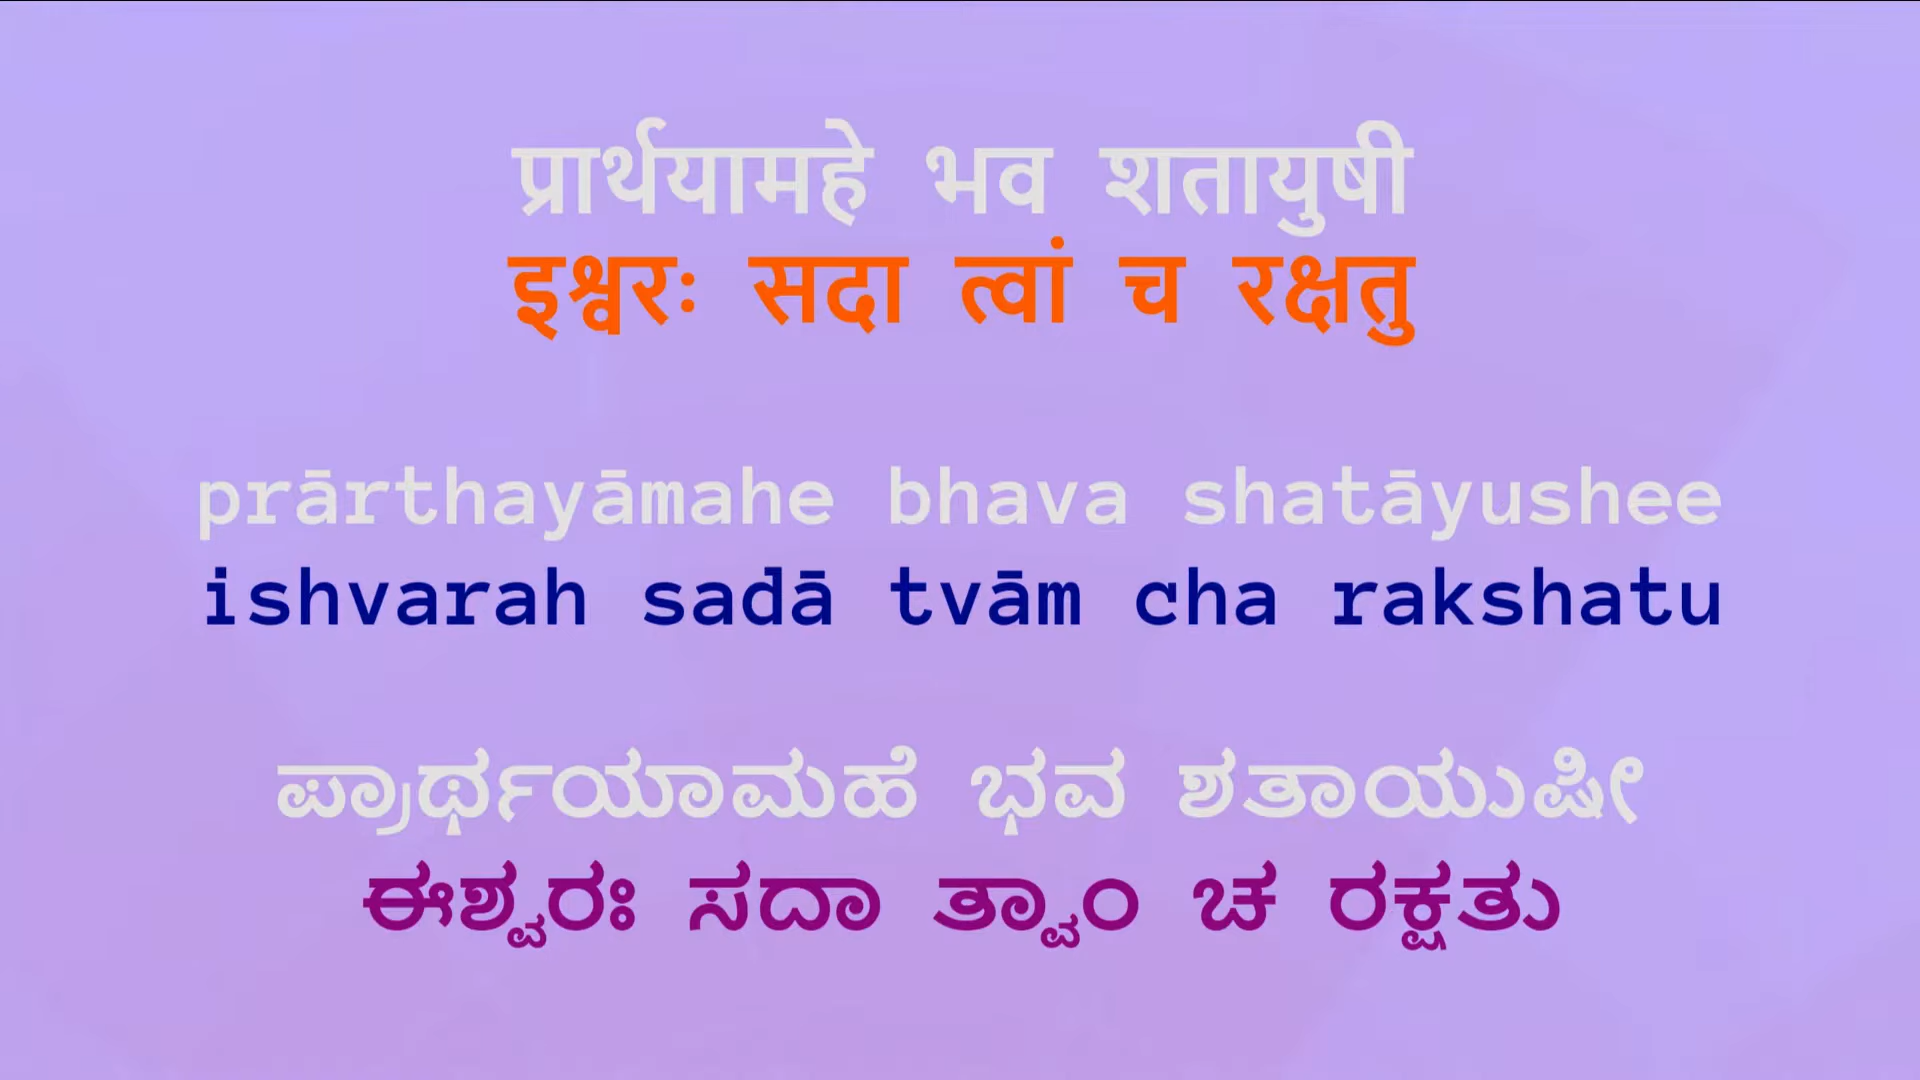 प्रार्थयामहे भव शतायुषी
इश्वरः सदा त्वां च रक्षतु
prārthayāmahe bhava shatāyushee
ishvarah sadā tvām cha rakshatu
ಪ್ರಾರ್ಥಯಾಮಹೆ ಭವ ಶತಾಯುಷೀ
ಈಶ್ವರಃ ಸದಾ ತ್ವಾಂ ಚ ರಕ್ಷತು